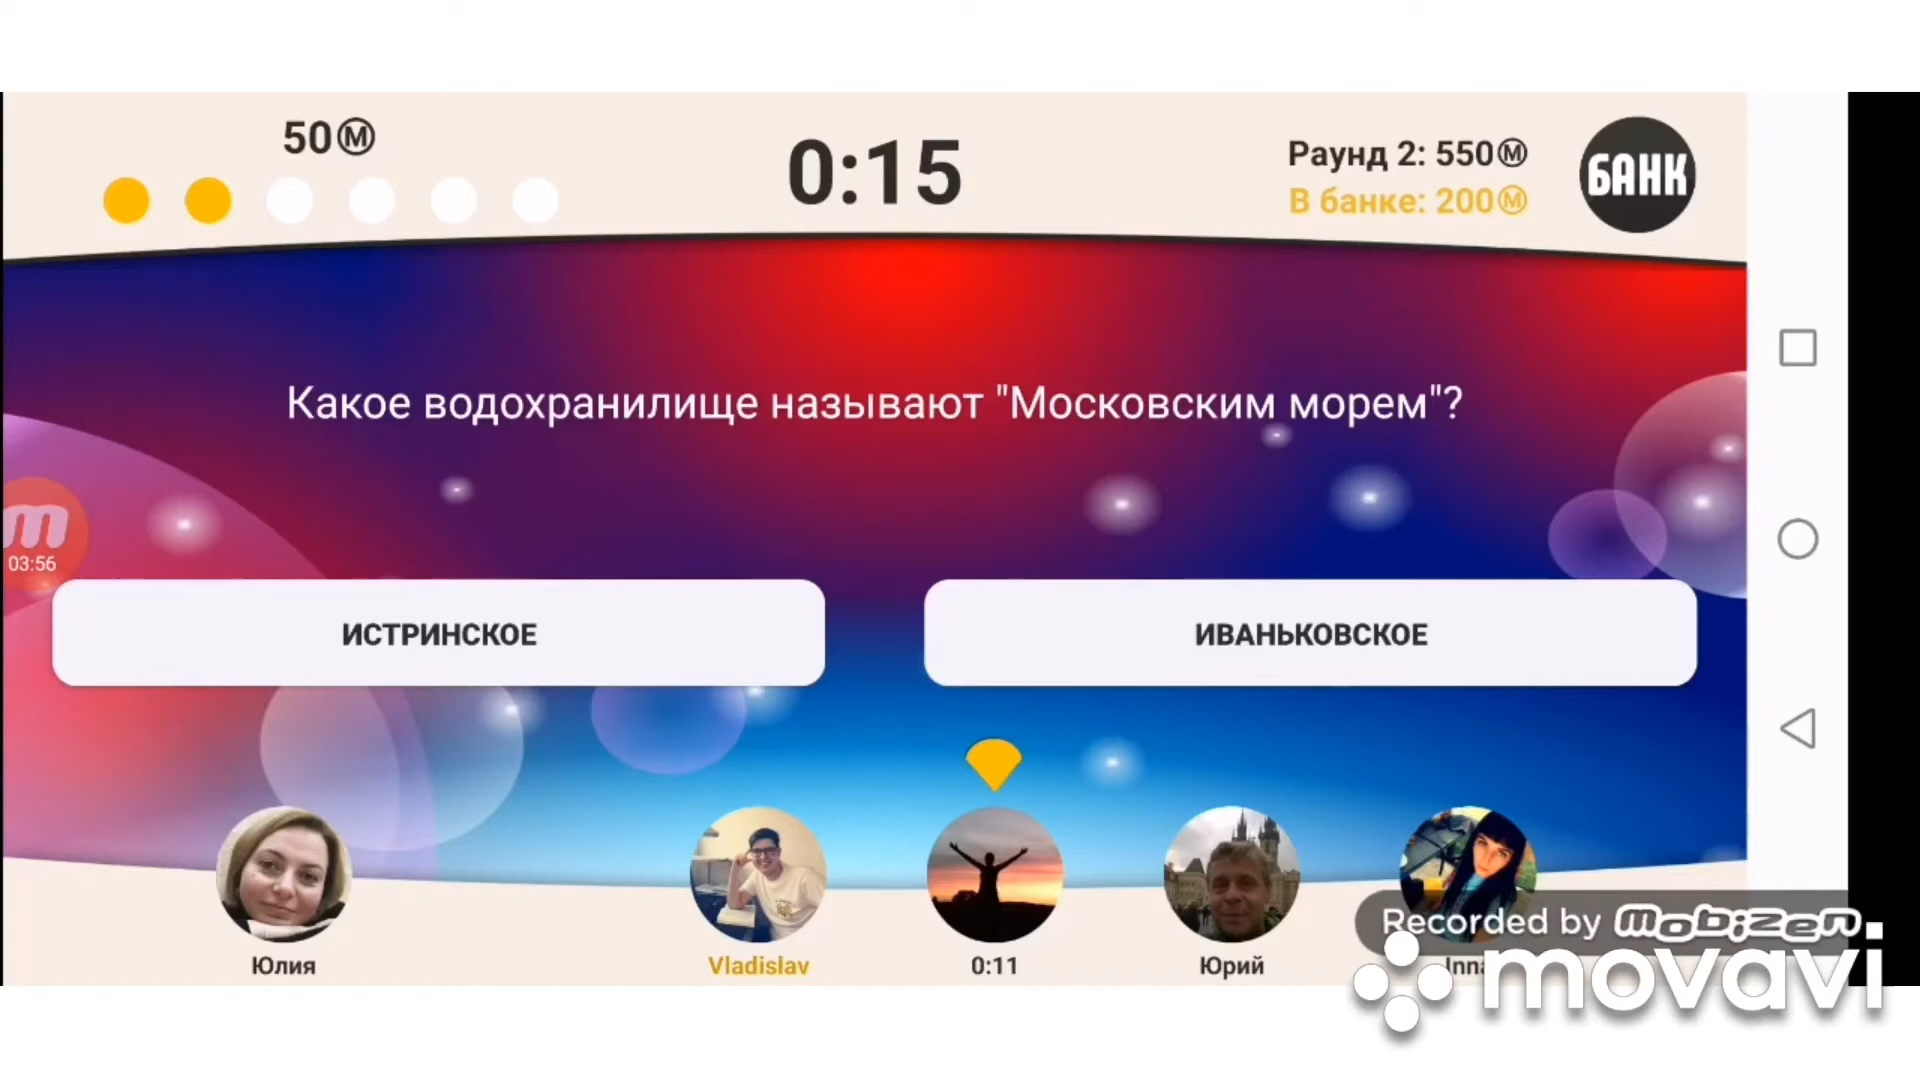 50Ⓜ
0:15
Раунд 2: 550Ⓜ
В банке: 200Ⓜ
БАНК
Какое водохранилище называют "Московским морем"?
m
03:56
ИСТРИНСКОЕ
ИВАНЬКОВСКОЕ
Юлия
Vladislav
0:11
Юрий
Recorded by mobizen
movavi